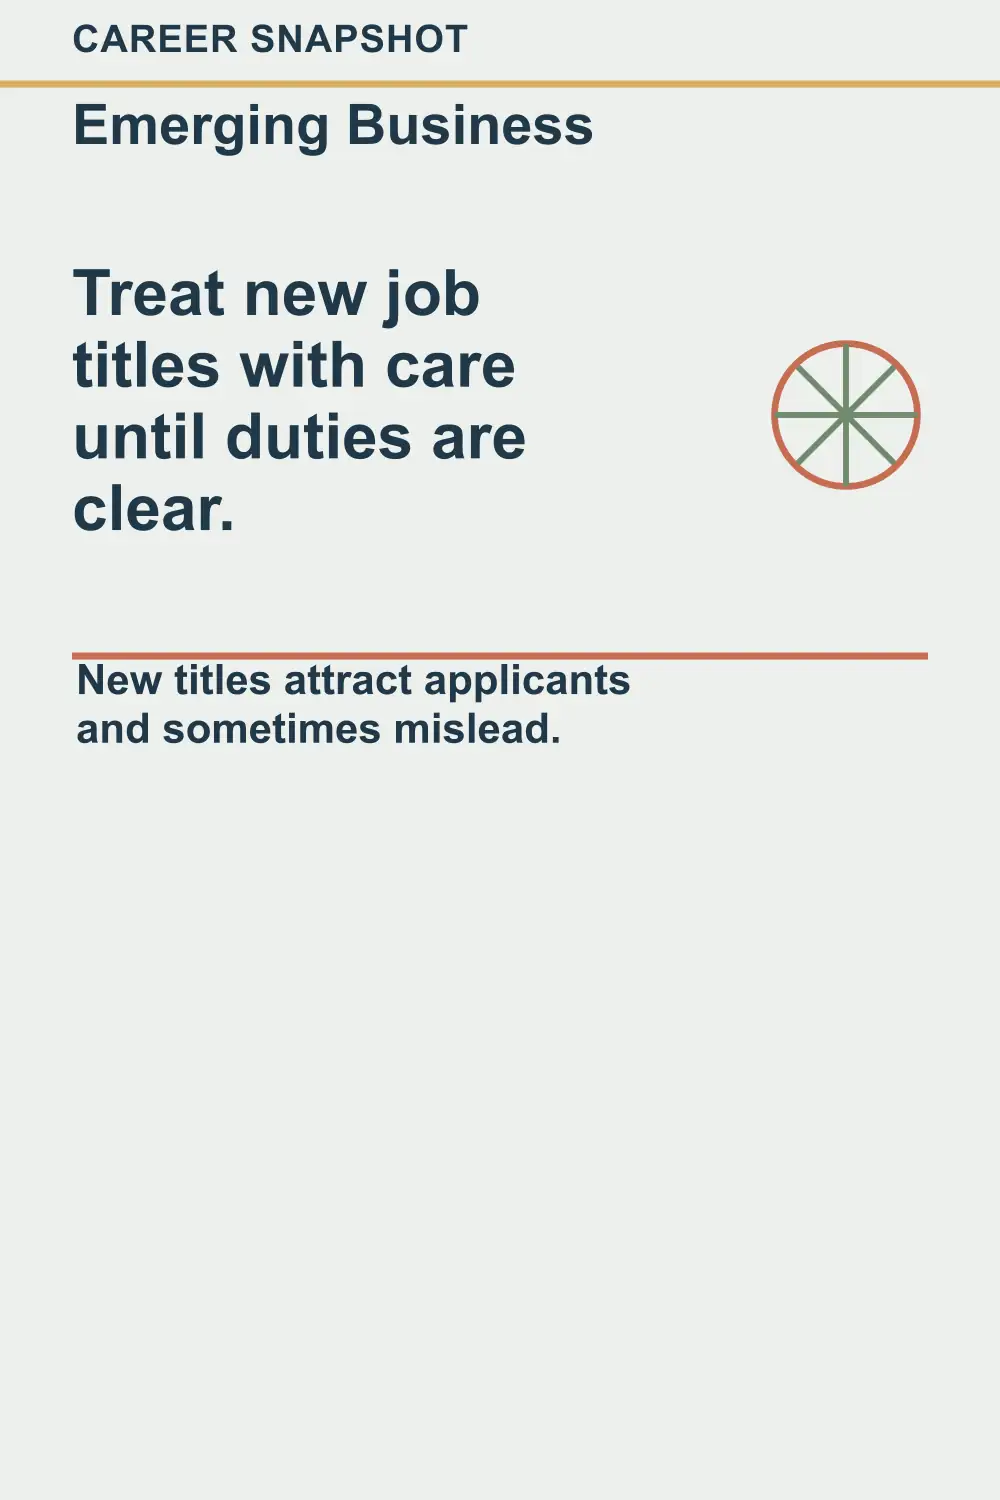 CAREER SNAPSHOT
Emerging Business
Treat new job
titles with care
until duties are
clear.
New titles attract applicants
and sometimes mislead.